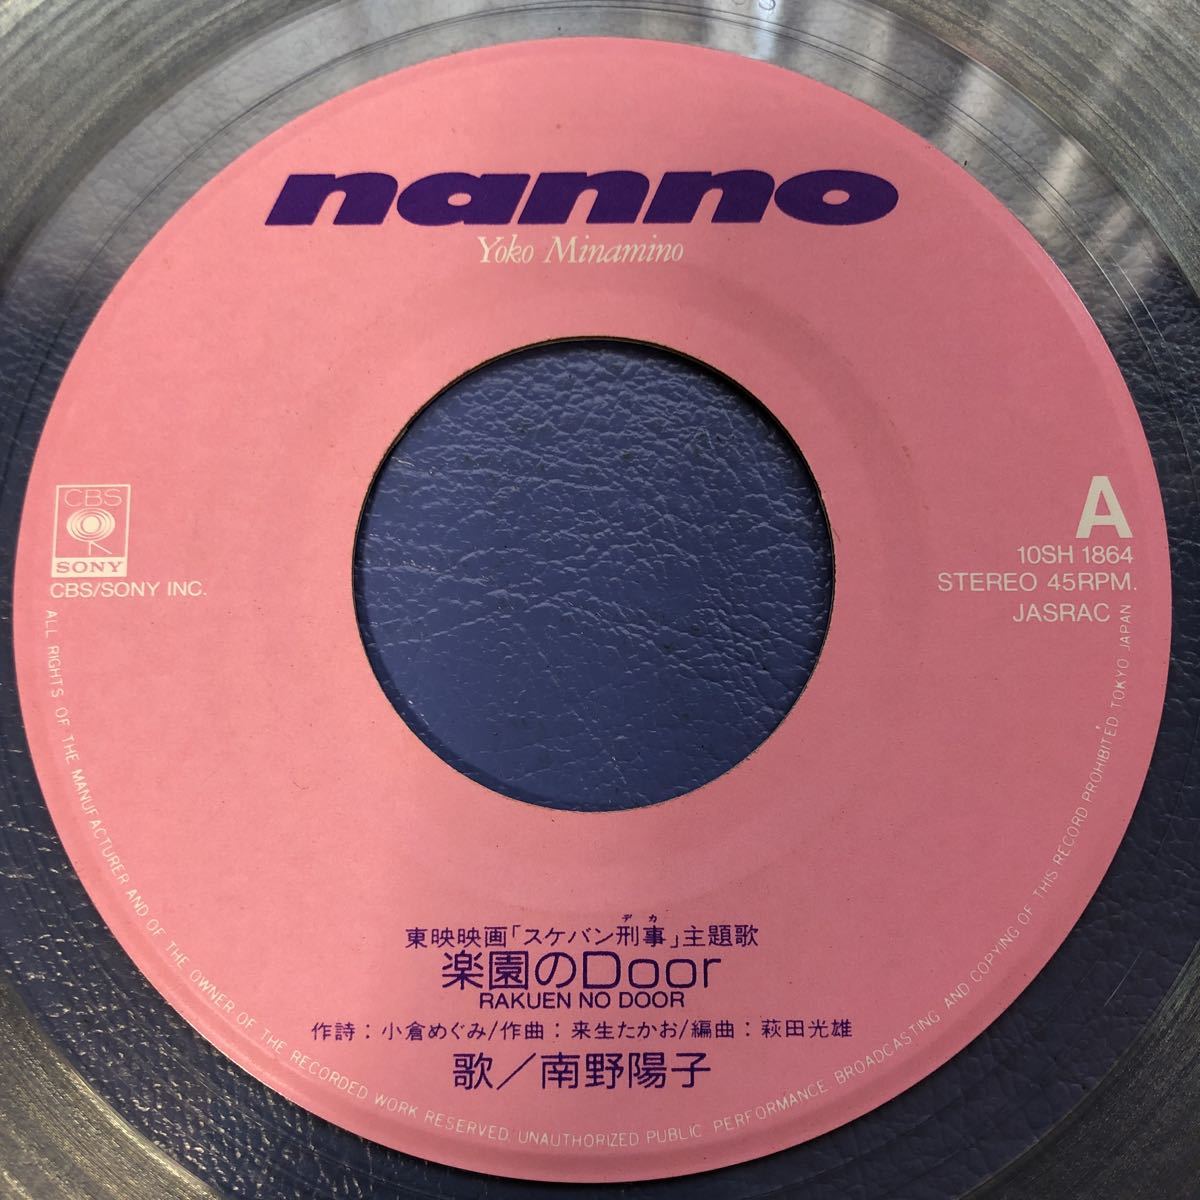 nanno
Yoko Minamino
CBS
SONY
CBS/SONY INC.
A
10SH 1864
STEREO 45RPM.
JASRAC
東映映画「スケバン刑事」主題歌
デカ
楽園のDoor
RAKUEN NO DOOR
作詩：小倉めぐみ/作曲：来生たかお/編曲：萩田光雄
歌／南野陽子
ALL RIGHTS OF THE MANUFACTURER AND OF THE OWNER OF THE RECORDED WORK RESERVED. UNAUTHORIZED PUBLIC PERFORMANCE. BROADCASTING AND COPYING OF THIS RECORD PROHIBITED TOKYO JAPAN